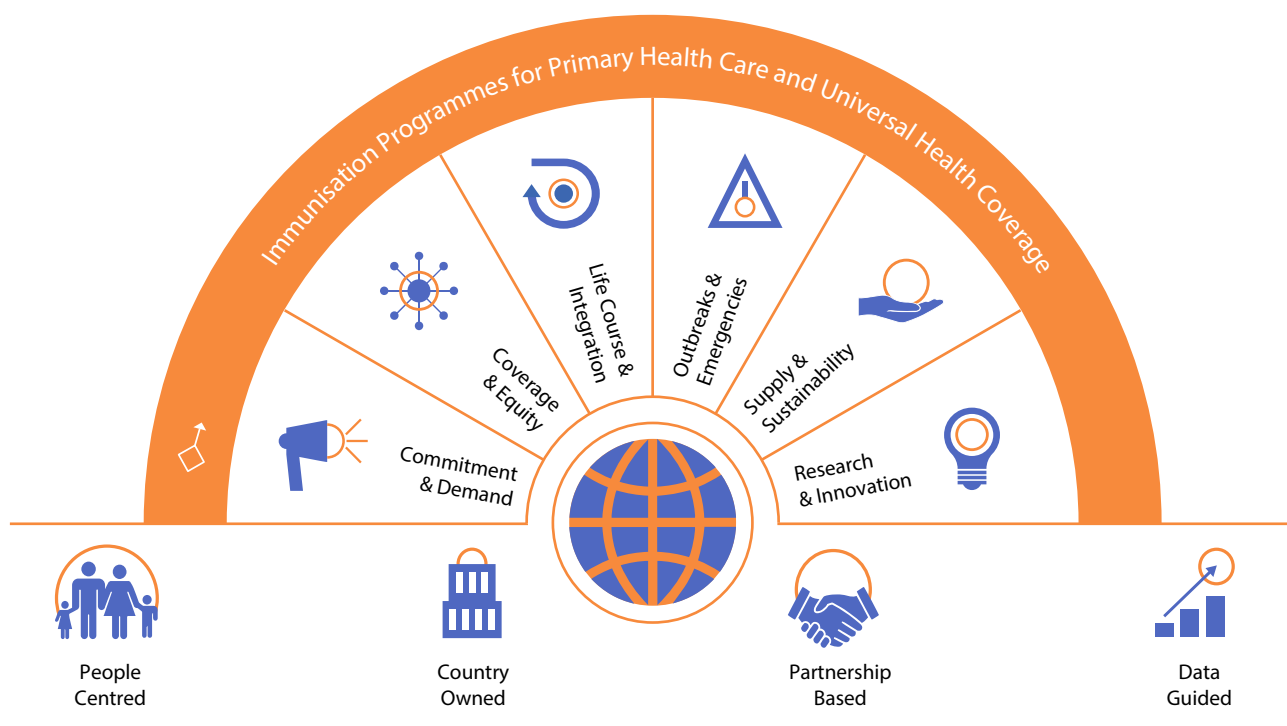 Immunisation Programmes for Primary Health Care and Universal Health Coverage
Commitment
& Demand
Coverage
& Equity
Life Course &
Integration
Outbreaks &
Emergencies
Supply &
Sustainability
Research
& Innovation
People
Centred
Country
Owned
Partnership
Based
Data
Guided